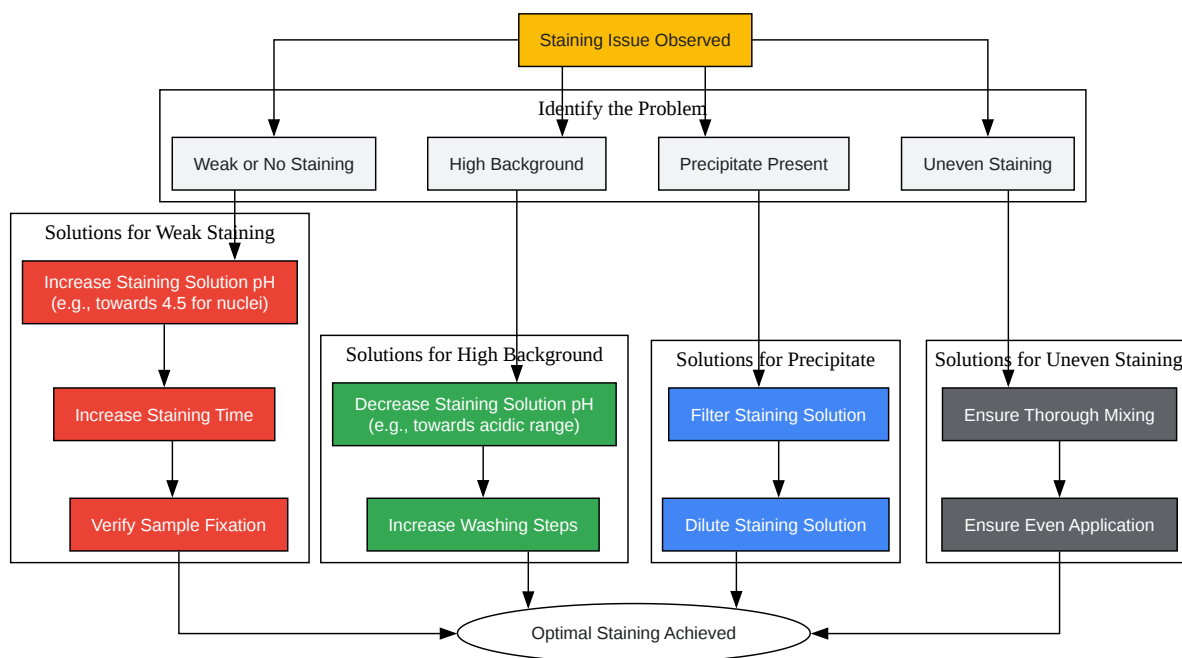 Staining Issue Observed
Identify the Problem
Weak or No Staining
High Background
Precipitate Present
Uneven Staining
Solutions for Weak Staining
Increase Staining Solution pH
(e.g., towards 4.5 for nuclei)
Increase Staining Time
Verify Sample Fixation
Solutions for High Background
Decrease Staining Solution pH
(e.g., towards acidic range)
Increase Washing Steps
Solutions for Precipitate
Filter Staining Solution
Dilute Staining Solution
Solutions for Uneven Staining
Ensure Thorough Mixing
Ensure Even Application
Optimal Staining Achieved